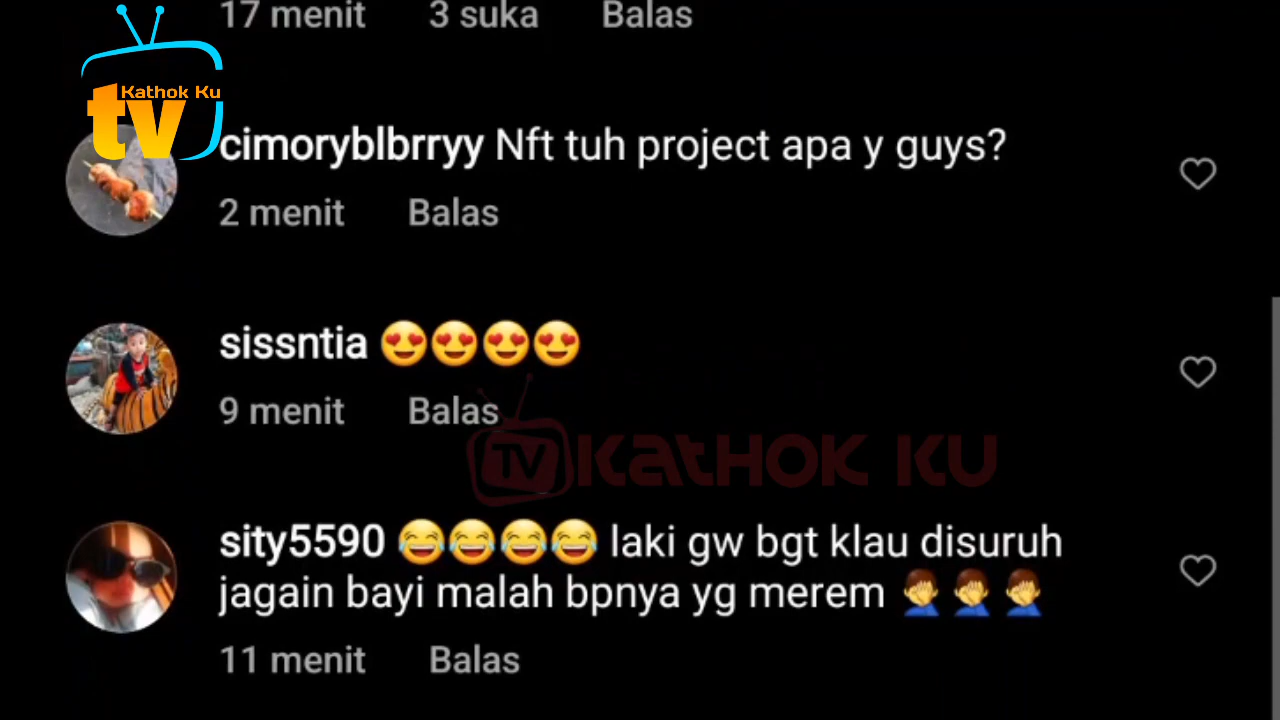 17 menit 3 suka Balas
Kathok Ku
tv
cimoryblbrryy Nft tuh project apa y guys?
2 menit Balas
sissntia 😍😍😍😍
9 menit Balas
TV KATHOK KU
sity5590 😂😂😂😂 laki gw bgt klau disuruh
jagain bayi malah bpnya yg merem 🤦‍♂️🤦‍♂️🤦‍♂️
11 menit Balas